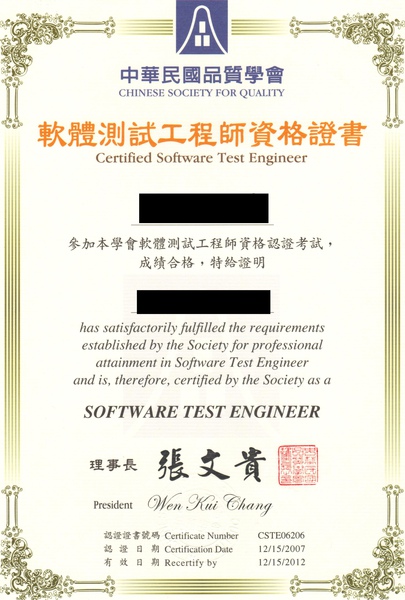 中華民國品質學會
CHINESE SOCIETY FOR QUALITY
軟體測試工程師資格證書
Certified Software Test Engineer
參加本學會軟體測試工程師資格認證考試，
成績合格，特給證明
has satisfactorily fulfilled the requirements
established by the Society for professional
attainment in Software Test Engineer
and is, therefore, certified by the Society as a
SOFTWARE TEST ENGINEER
理事長 張文貴
President Wen Kui Chang
認證證書號碼 Certificate Number CSTE06206
認證日期 Certification Date 12/15/2007
有效日期 Recertify by 12/15/2012